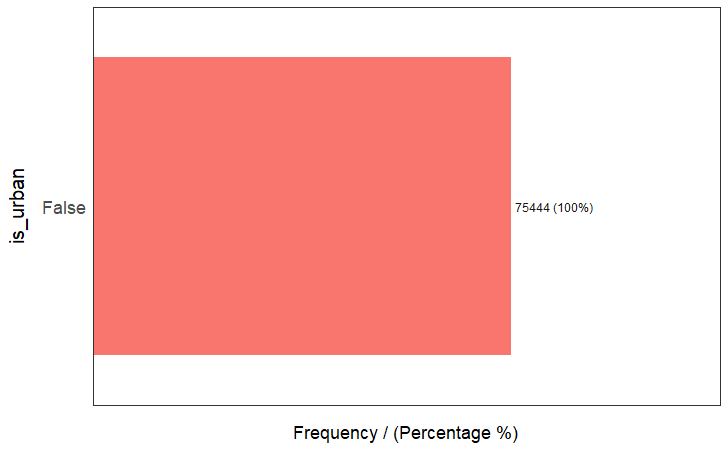 is_urban
False
75444 (100%)
Frequency / (Percentage %)